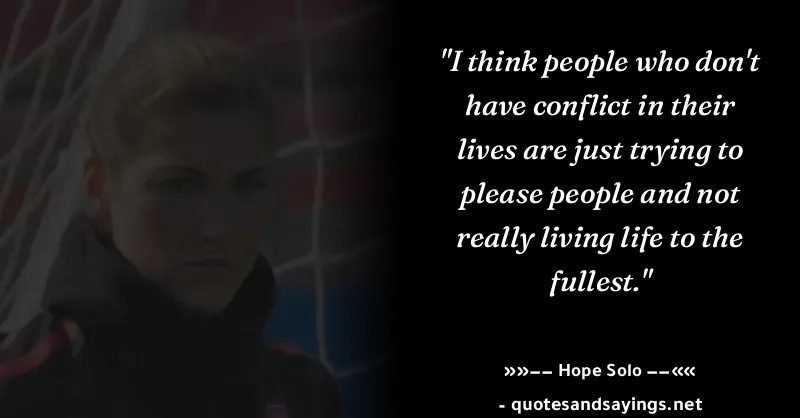 "I think people who don't
have conflict in their
lives are just trying to
please people and not
really living life to the
fullest."
»»−− Hope Solo −−««
- quotesandsayings.net